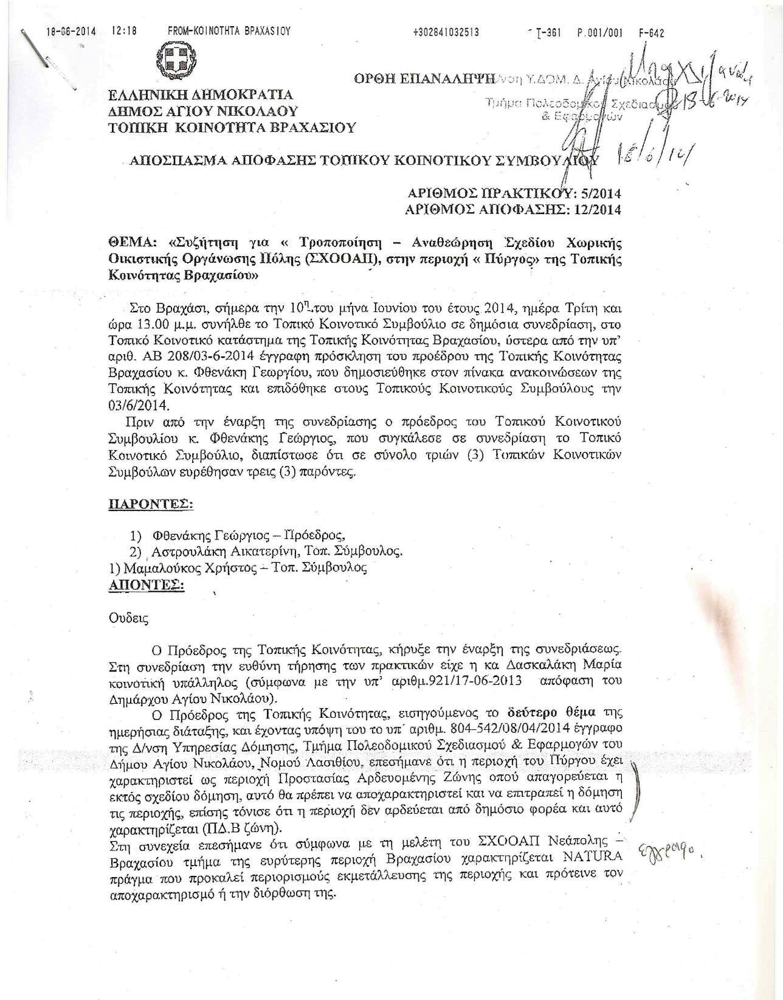 18-06-2014 12:18 FROM-ΚΟΙΝΟΤΗΤΑ ΒΡΑΧΑΣΙΟΥ +302841032513 T-361 P.001/001 F-642
ΟΡΘΗ ΕΠΑΝΑΛΗΨΗ
/νση Υ.ΔΟΜ. Δ. Αγίου Νικολάου
Τμήμα Πολεοδομικού Σχεδιασμού
& Εφαρμογών
18-6-2014
18/6/14
ΕΛΛΗΝΙΚΗ ΔΗΜΟΚΡΑΤΙΑ
ΔΗΜΟΣ ΑΓΙΟΥ ΝΙΚΟΛΑΟΥ
ΤΟΠΙΚΗ ΚΟΙΝΟΤΗΤΑ ΒΡΑΧΑΣΙΟΥ
ΑΠΟΣΠΑΣΜΑ ΑΠΟΦΑΣΗΣ ΤΟΠΙΚΟΥ ΚΟΙΝΟΤΙΚΟΥ ΣΥΜΒΟΥΛΙΟΥ
ΑΡΙΘΜΟΣ ΠΡΑΚΤΙΚΟΥ: 5/2014
ΑΡΙΘΜΟΣ ΑΠΟΦΑΣΗΣ: 12/2014
ΘΕΜΑ: «Συζήτηση για « Τροποποίηση – Αναθεώρηση Σχεδίου Χωρικής
Οικιστικής Οργάνωσης Πόλης (ΣΧΟΟΑΠ), στην περιοχή « Πύργος» της Τοπικής
Κοινότητας Βραχασίου»
Στο Βραχάσι, σήμερα την 10η του μήνα Ιουνίου του έτους 2014, ημέρα Τρίτη και
ώρα 13.00 μ.μ. συνήλθε το Τοπικό Κοινοτικό Συμβούλιο σε δημόσια συνεδρίαση, στο
Τοπικό Κοινοτικό κατάστημα της Τοπικής Κοινότητας Βραχασίου, ύστερα από την υπ’
αριθ. ΑΒ 208/03-6-2014 έγγραφη πρόσκληση του προέδρου της Τοπικής Κοινότητας
Βραχασίου κ. Φθενάκη Γεωργίου, που δημοσιεύθηκε στον πίνακα ανακοινώσεων της
Τοπικής Κοινότητας και επιδόθηκε στους Τοπικούς Κοινοτικούς Συμβούλους την
03/6/2014.
Πριν από την έναρξη της συνεδρίασης ο πρόεδρος του Τοπικού Κοινοτικού
Συμβουλίου κ. Φθενάκης Γεώργιος, που συγκάλεσε σε συνεδρίαση το Τοπικό
Κοινοτικό Συμβούλιο, διαπίστωσε ότι σε σύνολο τριών (3) Τοπικών Κοινοτικών
Συμβούλων ευρέθησαν τρεις (3) παρόντες.
ΠΑΡΟΝΤΕΣ:
1) Φθενάκης Γεώργιος – Πρόεδρος,
2) Αστρουλάκη Αικατερίνη, Τοπ. Σύμβουλος.
1) Μαμαλούκος Χρήστος – Τοπ. Σύμβουλος
ΑΠΟΝΤΕΣ:
Ουδεις
Ο Πρόεδρος της Τοπικής Κοινότητας, κήρυξε την έναρξη της συνεδριάσεως.
Στη συνεδρίαση την ευθύνη τήρησης των πρακτικών είχε η κα Δασκαλάκη Μαρία
κοινοτική υπάλληλος (σύμφωνα με την υπ’ αριθμ.921/17-06-2013 απόφαση του
Δημάρχου Αγίου Νικολάου).
Ο Πρόεδρος της Τοπικής Κοινότητας, εισηγούμενος το δεύτερο θέμα της
ημερήσιας διάταξης, και έχοντας υπόψη του το υπ΄ αριθμ. 804-542/08/04/2014 έγγραφο
της Δ/νση Υπηρεσίας Δόμησης, Τμήμα Πολεοδομικού Σχεδιασμού & Εφαρμογών του
Δήμου Αγίου Νικολάου, Νομού Λασιθίου, επεσήμανε ότι η περιοχή του Πύργου έχει
χαρακτηριστεί ως περιοχή Προστασίας Αρδευομένης Ζώνης οπού απαγορεύεται η
εκτός σχεδίου δόμηση, αυτό θα πρέπει να αποχαρακτηριστεί και να επιτραπεί η δόμηση
τις περιοχής, επίσης τόνισε ότι η περιοχή δεν αρδεύεται από δημόσιο φορέα και αυτό
χαρακτηρίζεται (ΠΔ.Β ζώνη).
Στη συνεχεία επεσήμανε ότι σύμφωνα με τη μελέτη του ΣΧΟΟΑΠ Νεάπολης –
Βραχασίου τμήμα της ευρύτερης περιοχή Βραχασίου χαρακτηρίζεται NATURA
πράγμα που προκαλεί περιορισμούς εκμετάλλευσης της περιοχής και πρότεινε τον
αποχαρακτηρισμό ή την διόρθωση της.
έγγραφο.